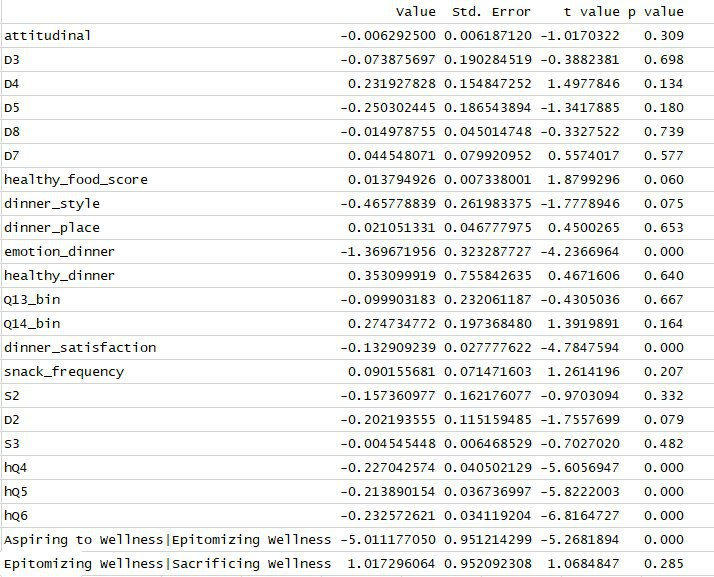 Value Std. Error t value p value
attitudinal -0.006292500 0.006187120 -1.0170322 0.309
D3 -0.073875697 0.190284519 -0.3882381 0.698
D4 0.231927828 0.154847252 1.4977846 0.134
D5 -0.250302445 0.186543894 -1.3417885 0.180
D8 -0.014978755 0.045014748 -0.3327522 0.739
D7 0.044548071 0.079920952 0.5574017 0.577
healthy_food_score 0.013794926 0.007338001 1.8799296 0.060
dinner_style -0.465778839 0.261983375 -1.7778946 0.075
dinner_place 0.021051331 0.046777975 0.4500265 0.653
emotion_dinner -1.369671956 0.323287727 -4.2366964 0.000
healthy_dinner 0.353099919 0.755842635 0.4671606 0.640
Q13_bin -0.099903183 0.232061187 -0.4305036 0.667
Q14_bin 0.274734772 0.197368480 1.3919891 0.164
dinner_satisfaction -0.132909239 0.027777622 -4.7847594 0.000
snack_frequency 0.090155681 0.071471603 1.2614196 0.207
S2 -0.157360977 0.162176077 -0.9703094 0.332
D2 -0.202193555 0.115159485 -1.7557699 0.079
S3 -0.004545448 0.006468529 -0.7027020 0.482
hQ4 -0.227042574 0.040502129 -5.6056947 0.000
hQ5 -0.213890154 0.036736997 -5.8222003 0.000
hQ6 -0.232572621 0.034119204 -6.8164727 0.000
Aspiring to Wellness|Epitomizing Wellness -5.011177050 0.951214299 -5.2681894 0.000
Epitomizing Wellness|Sacrificing Wellness 1.017296064 0.952092308 1.0684847 0.285